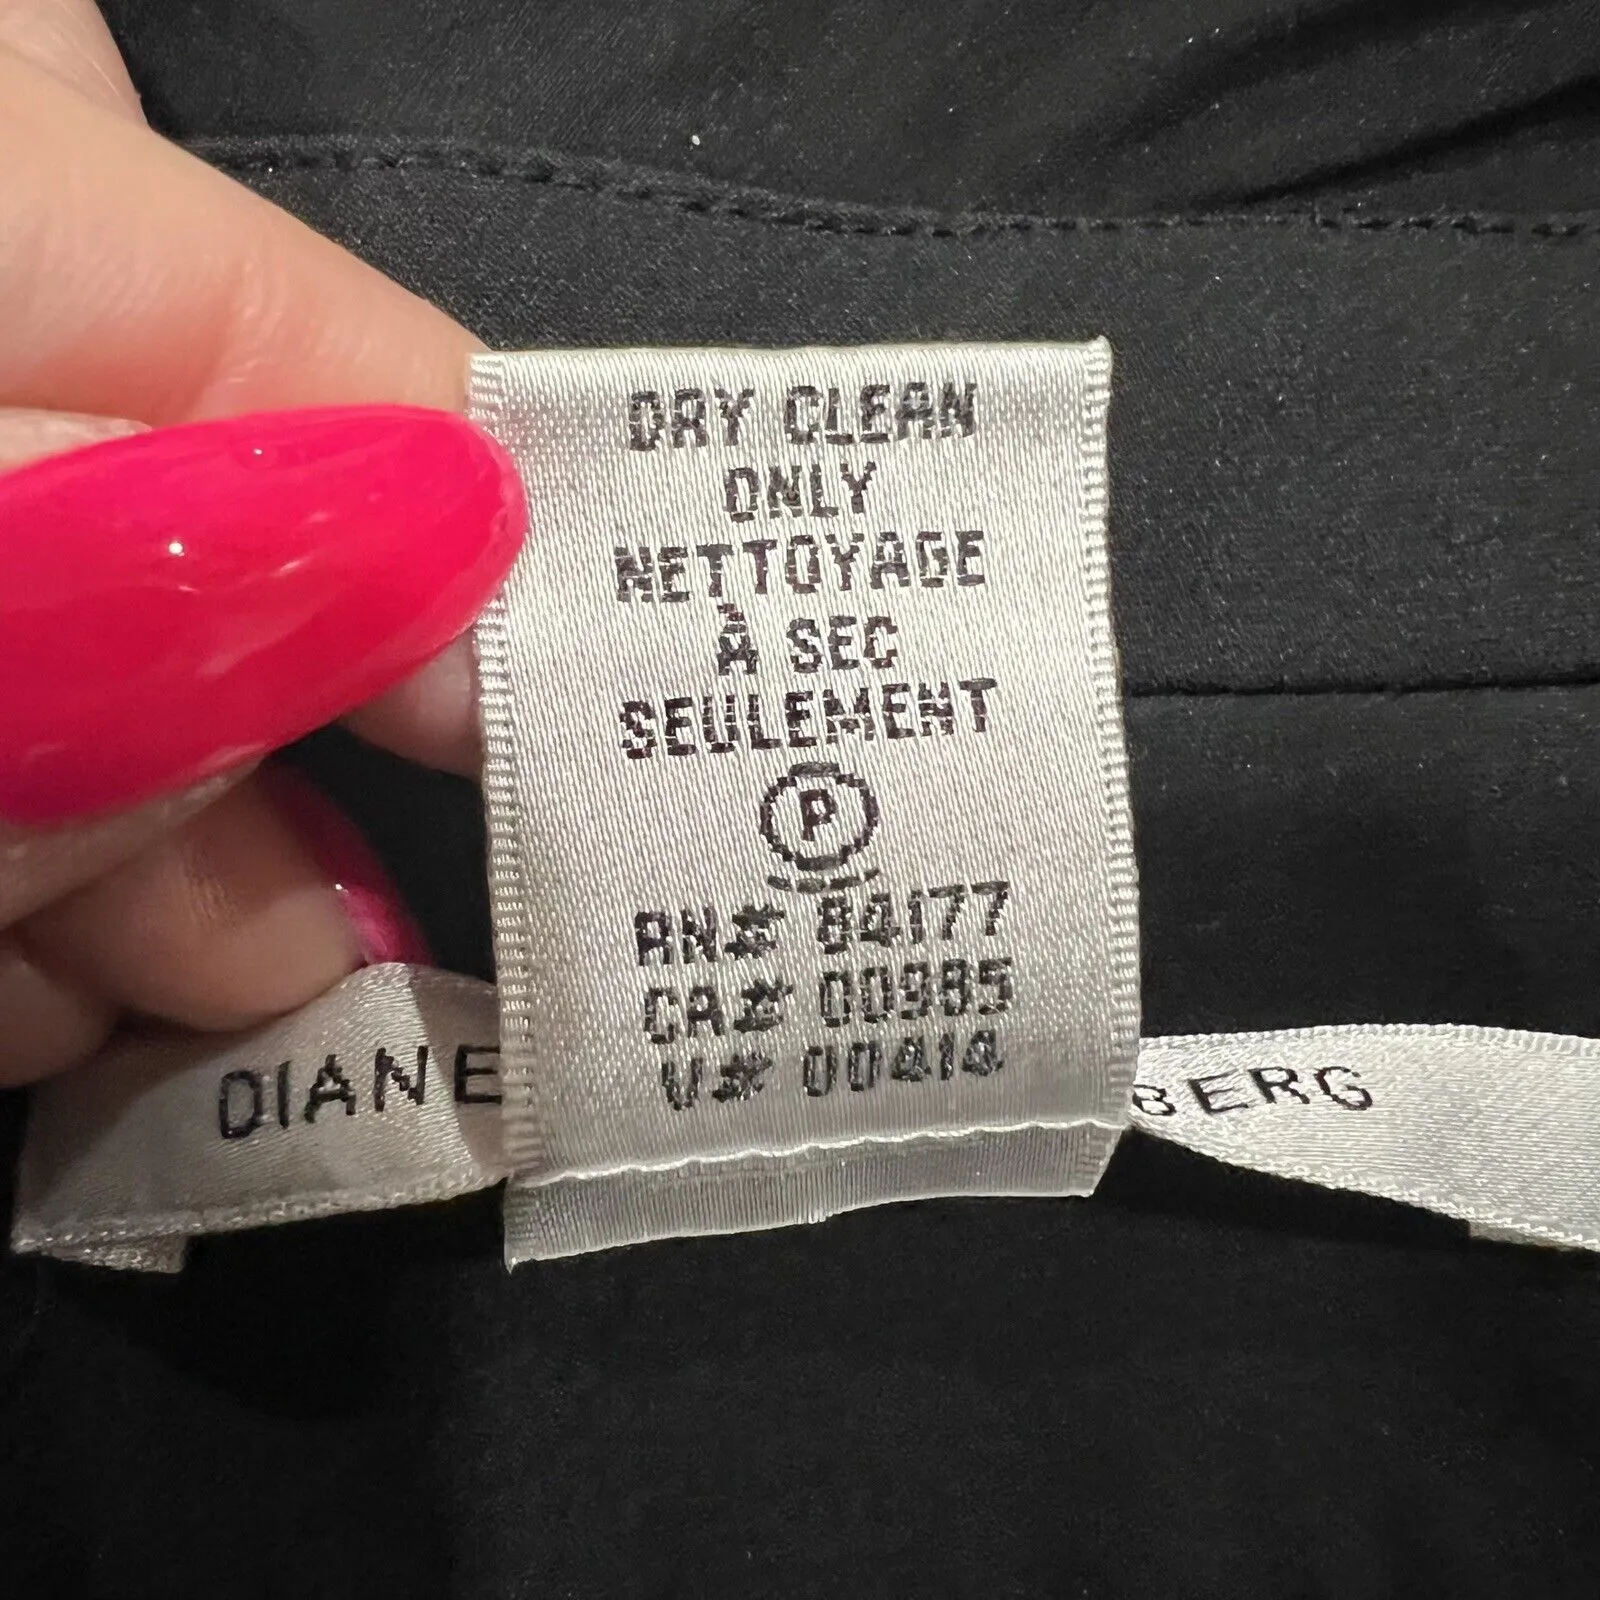 DRY CLEAN
ONLY
NETTOYAGE
À SEC
SEULEMENT
P
RN# 84177
CA# 00985
V# 00414
DIANE BERG